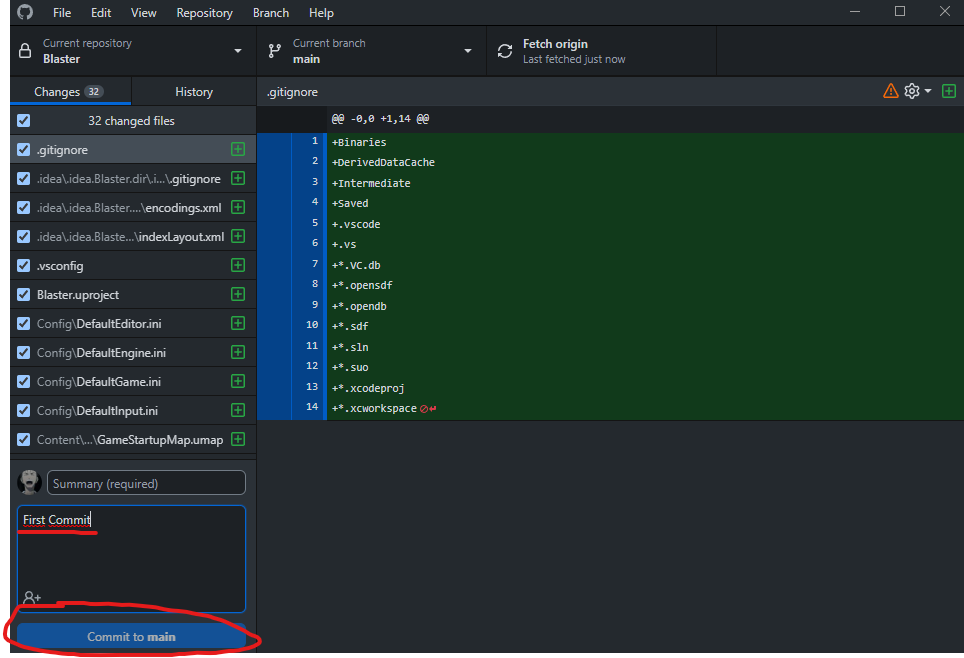 File Edit View Repository Branch Help
Current repository
Blaster
Current branch
main
Fetch origin
Last fetched just now
Changes 32
History
.gitignore
32 changed files
@@ -0,0 +1,14 @@
.gitignore
.idea\.idea.Blaster.dir\.i...\.gitignore
.idea\.idea.Blaster....\encodings.xml
.idea\.idea.Blaste...\indexLayout.xml
.vsconfig
Blaster.uproject
Config\DefaultEditor.ini
Config\DefaultEngine.ini
Config\DefaultGame.ini
Config\DefaultInput.ini
Content\...\GameStartupMap.umap
1 +Binaries
2 +DerivedDataCache
3 +Intermediate
4 +Saved
5 +.vscode
6 +.vs
7 +*.VC.db
8 +*.opensdf
9 +*.opendb
10 +*.sdf
11 +*.sln
12 +*.suo
13 +*.xcodeproj
14 +*.xcworkspace
Summary (required)
First Commit
Commit to main